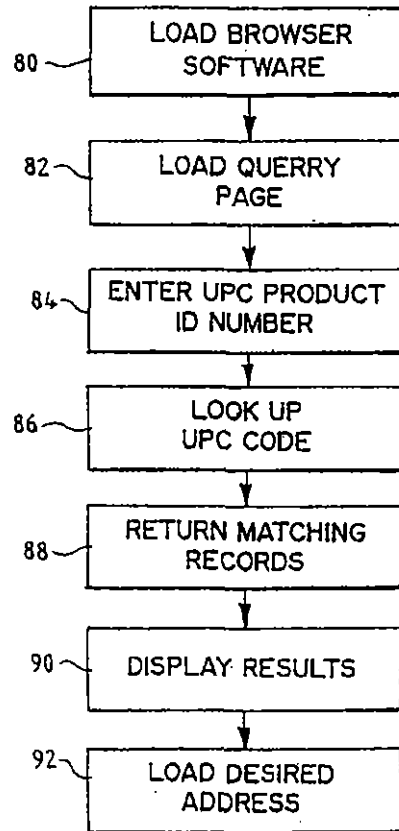 80
LOAD BROWSER
SOFTWARE
82
LOAD QUERRY
PAGE
84
ENTER UPC PRODUCT
ID NUMBER
86
LOOK UP
UPC CODE
88
RETURN MATCHING
RECORDS
90
DISPLAY RESULTS
92
LOAD DESIRED
ADDRESS